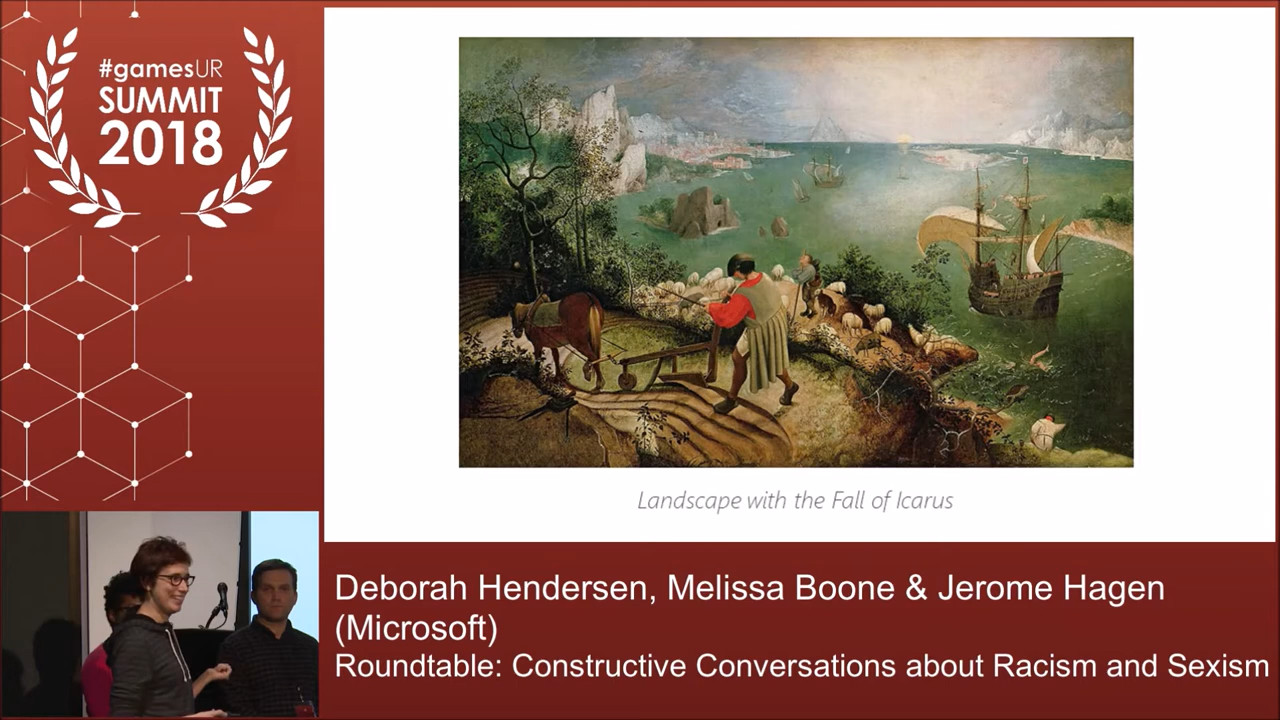 #gamesUR
SUMMIT
2018
Landscape with the Fall of Icarus
Deborah Hendersen, Melissa Boone & Jerome Hagen
(Microsoft)
Roundtable: Constructive Conversations about Racism and Sexism